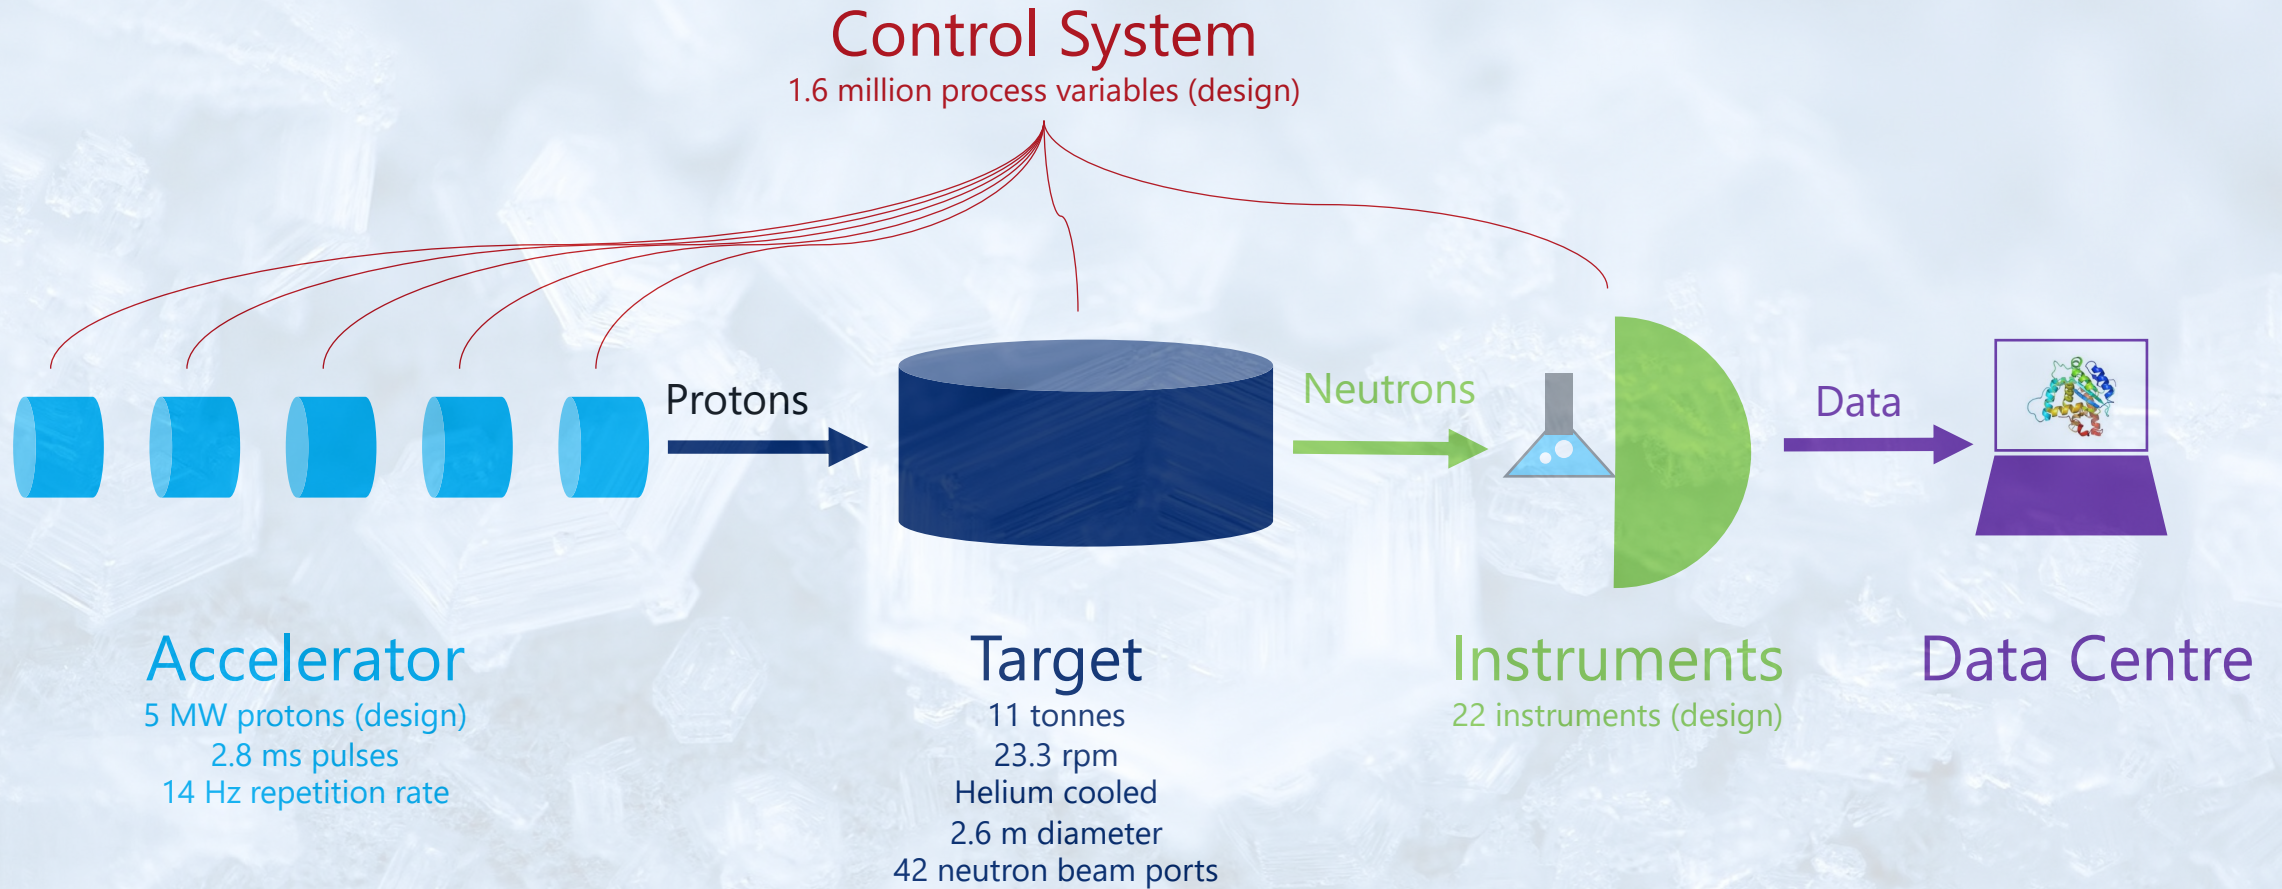 Control System
1.6 million process variables (design)
Protons
Neutrons
Data
Accelerator
5 MW protons (design)
2.8 ms pulses
14 Hz repetition rate
Target
11 tonnes
23.3 rpm
Helium cooled
2.6 m diameter
42 neutron beam ports
Instruments
22 instruments (design)
Data Centre